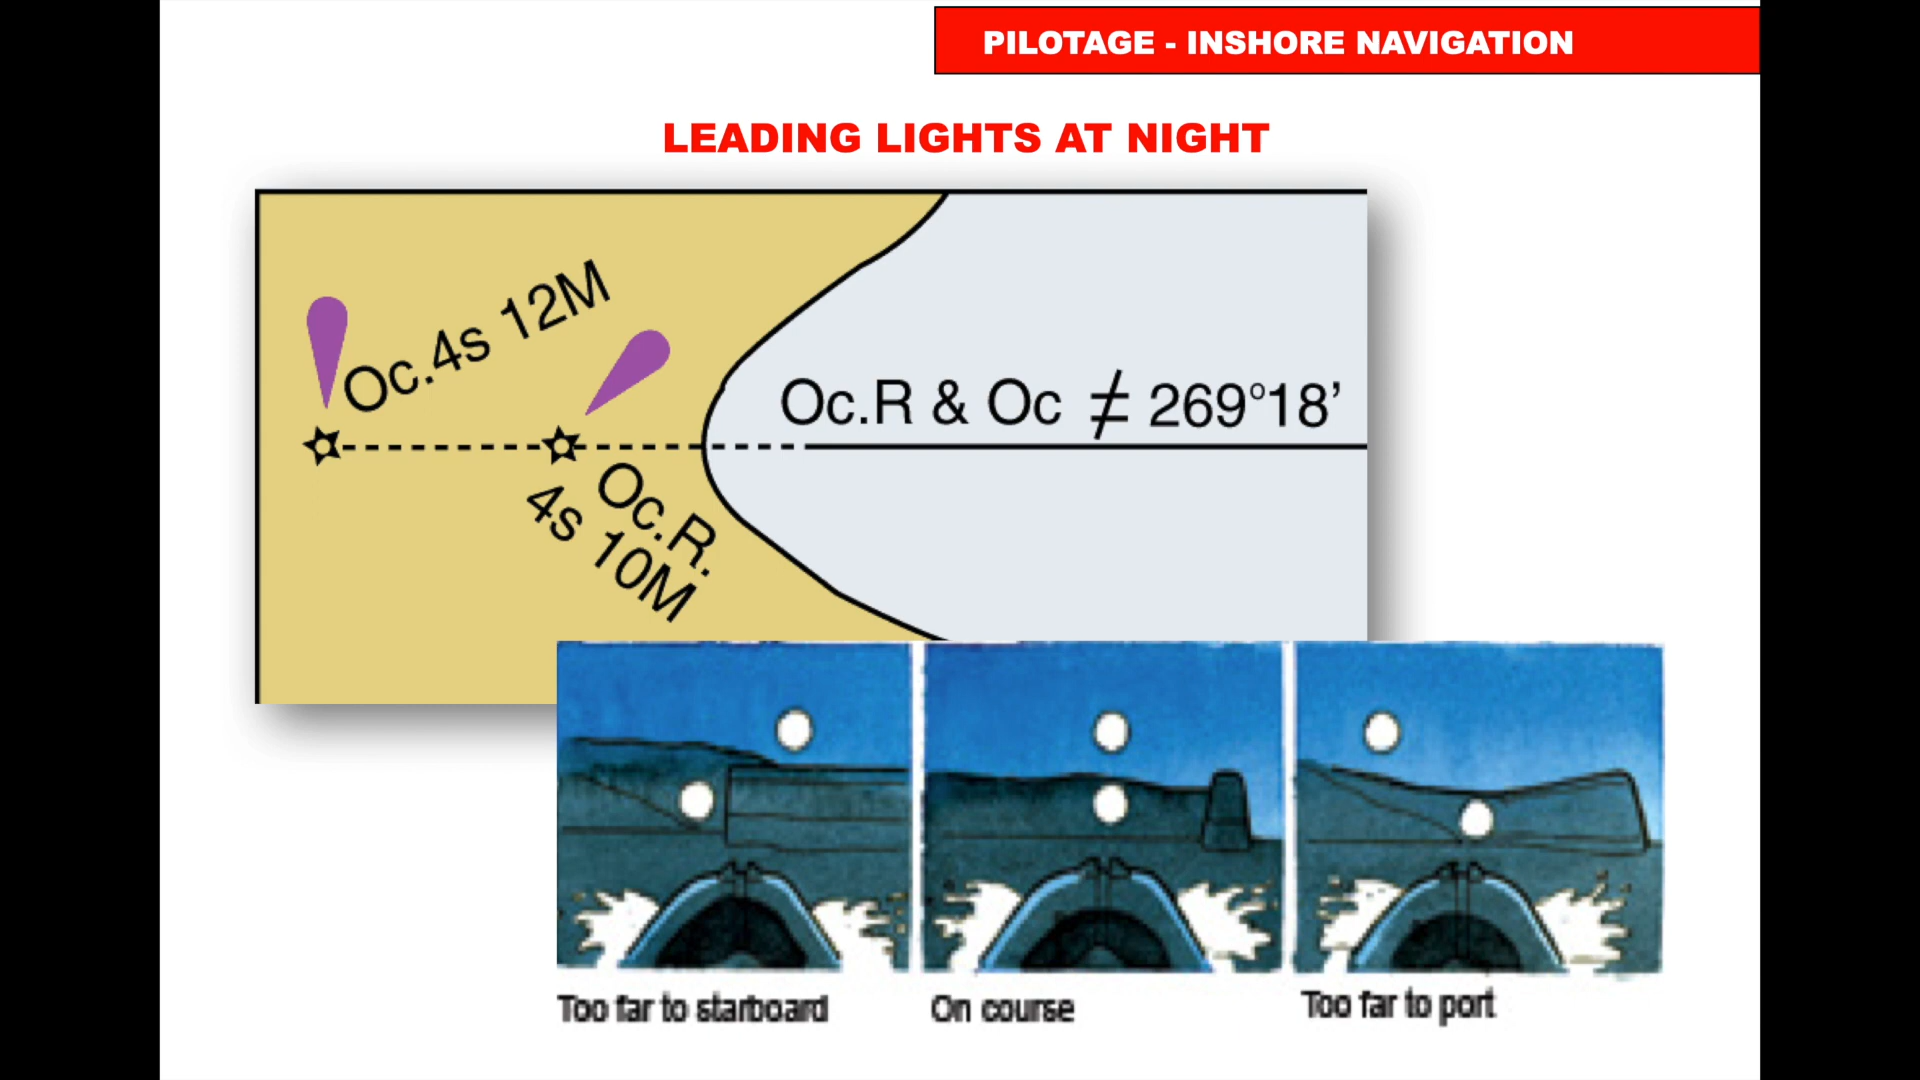 PILOTAGE - INSHORE NAVIGATION
LEADING LIGHTS AT NIGHT
Oc.4s 12M
Oc.R & Oc ≠ 269°18’
Oc.R.
4s 10M
Too far to starboard
On course
Too far to port